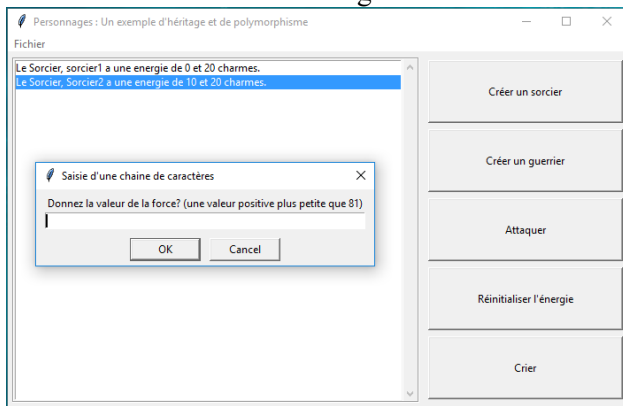 Personnages : Un exemple d'héritage et de polymorphisme
Fichier
Le Sorcier, sorcier1 a une energie de 0 et 20 charmes.
Le Sorcier, Sorcier2 a une energie de 10 et 20 charmes.
Créer un sorcier
Créer un guerrier
Saisie d'une chaine de caractères
Donnez la valeur de la force? (une valeur positive plus petite que 81)
OK Cancel
Attaquer
Réinitialiser l'énergie
Crier